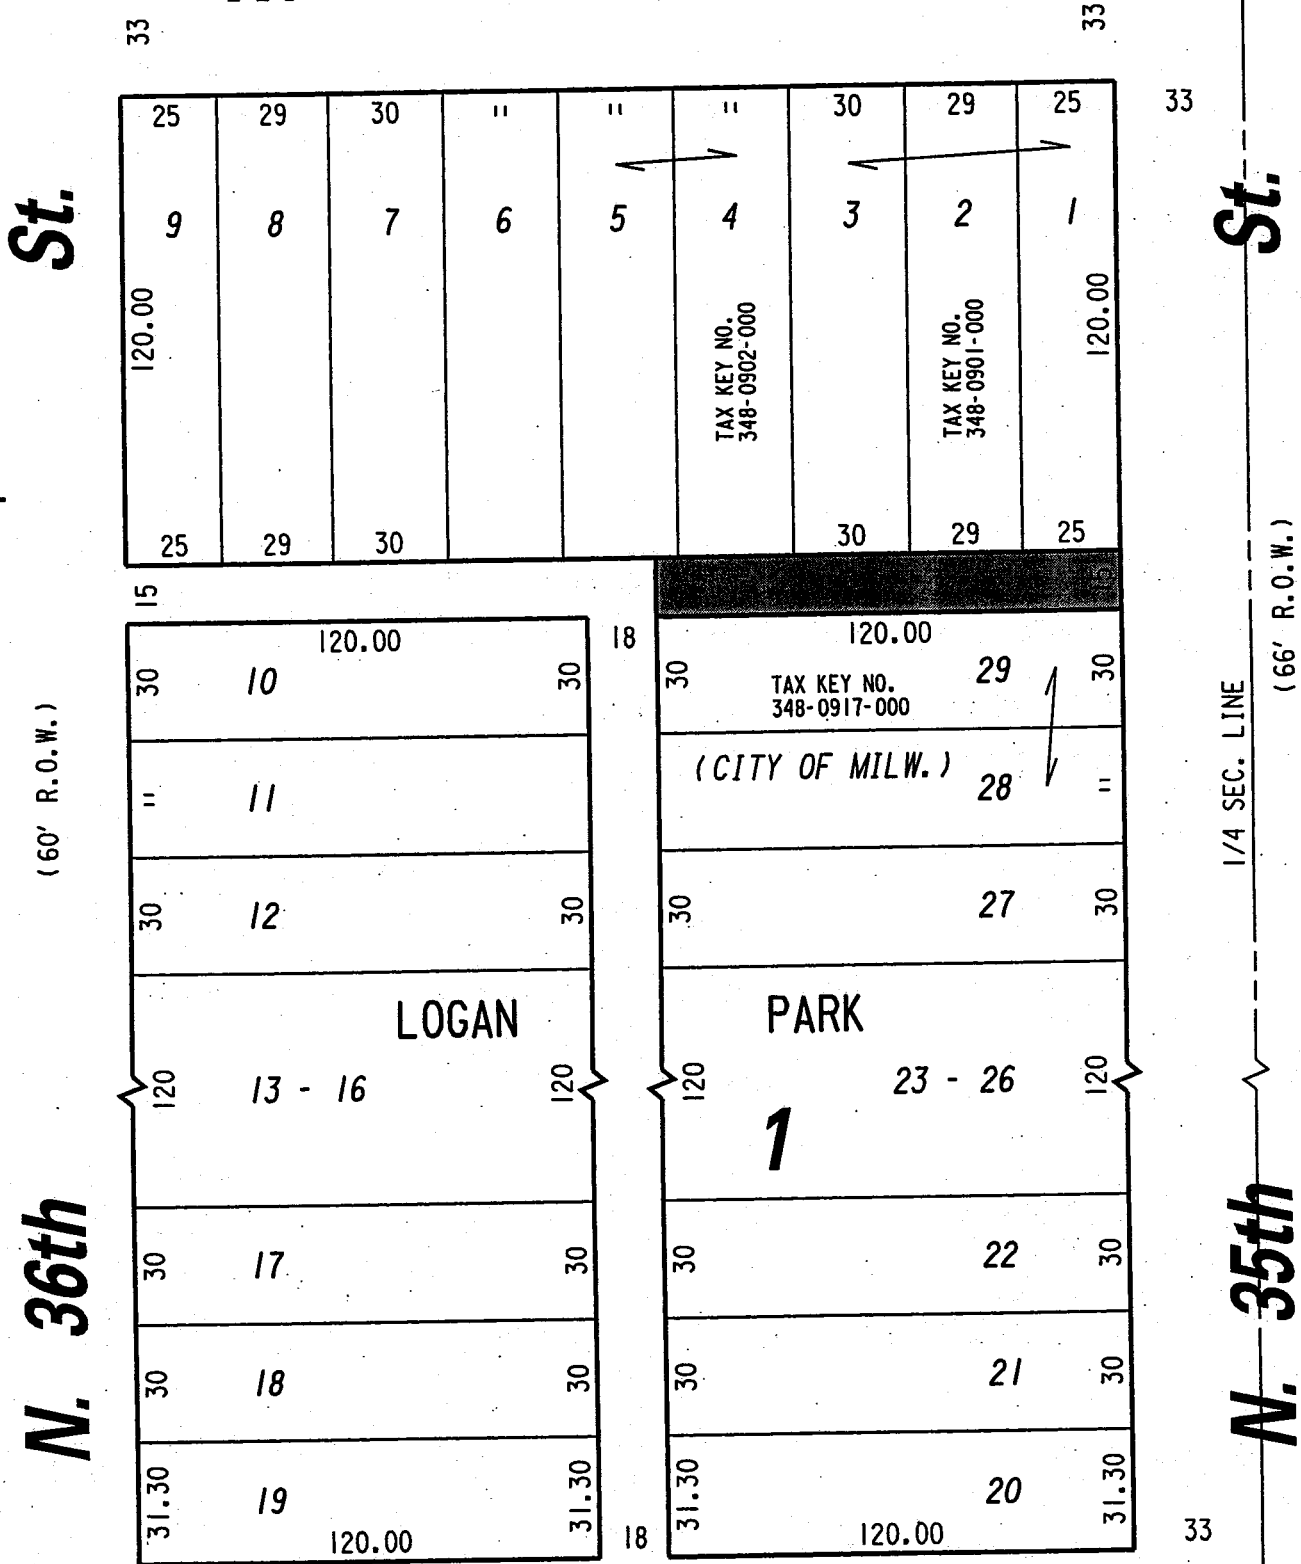 33
33
25 29 30 " " " 30 29 25
33
St.
St.
9 8 7 6 5 4 3 2 1
120.00
120.00
TAX KEY NO.
348-0902-000
TAX KEY NO.
348-0901-000
25 29 30 30 29 25
15
120.00
18
120.00
30 10 30
30 29 30
TAX KEY NO.
348-0917-000
(60' R.O.W.)
(66' R.O.W.)
1/4 SEC. LINE
" 11
(CITY OF MILW.) 28 "
30 12 30
30 27 30
LOGAN PARK
120 13 - 16 120
120 23 - 26 120
1
N. 36th
N. 35th
30 17 30
30 22 30
30 18 30
30 21 30
31.30 19 31.30
31.30 20 31.30
120.00
18
120.00
33